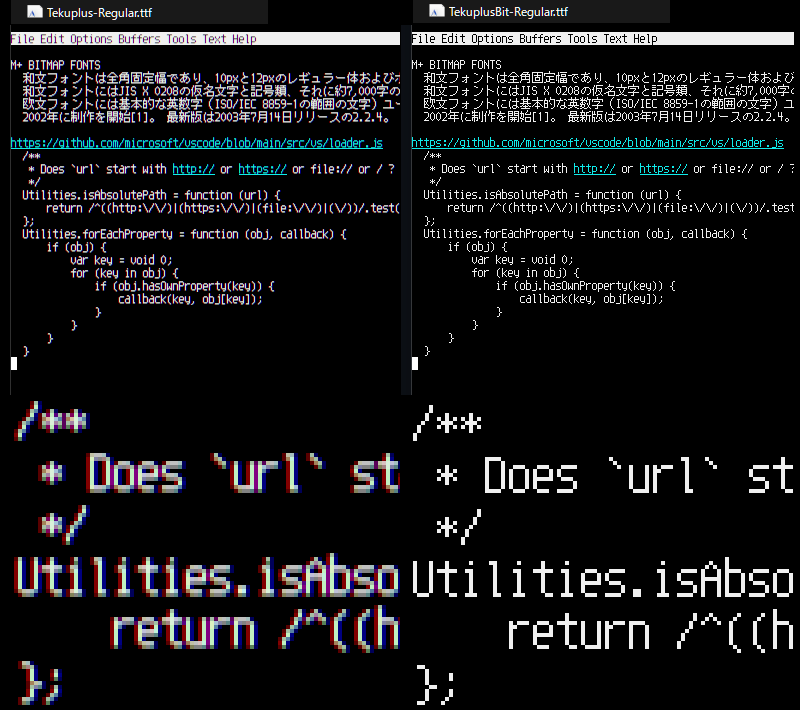 Tekuplus-Regular.ttf
File Edit Options Buffers Tools Text Help
M+ BITMAP FONTS
和文フォントは全角固定幅であり、10pxと12pxのレギュラー体およびボ
和文フォントにはJIS X 0208の仮名文字と記号類、それに約7,000字の
欧文フォントには基本的な英数字 (ISO/IEC 8859-1の範囲の文字) ユー
2002年に制作を開始[1]。 最新版は2003年7月14日リリースの2.2.4。
https://github.com/microsoft/vscode/blob/main/src/vs/loader.js
/**
* Does `url` start with http:// or https:// or file:// or / ?
*/
Utilities.isAbsolutePath = function (url) {
return /^((http:\/\/)|(https:\/\/)|(file:\/\/)|(\/))/.test(
};
Utilities.forEachProperty = function (obj, callback) {
if (obj) {
var key = void 0;
for (key in obj) {
if (obj.hasOwnProperty(key)) {
callback(key, obj[key]);
}
}
}
}
/**
* Does `url` st
*/
Utilities.isAbso
return /^((h
};
TekuplusBit-Regular.ttf
File Edit Options Buffers Tools Text Help
M+ BITMAP FONTS
和文フォントは全角固定幅であり、10pxと12pxのレギュラー体および
和文フォントにはJIS X 0208の仮名文字と記号類、それに約7,000字
欧文フォントには基本的な英数字 (ISO/IEC 8859-1の範囲の文字) ユ
2002年に制作を開始[1]。 最新版は2003年7月14日リリースの2.2.4。
https://github.com/microsoft/vscode/blob/main/src/vs/loader.js
/**
* Does `url` start with http:// or https:// or file:// or / ?
*/
Utilities.isAbsolutePath = function (url) {
return /^((http:\/\/)|(https:\/\/)|(file:\/\/)|(\/))/.test
};
Utilities.forEachProperty = function (obj, callback) {
if (obj) {
var key = void 0;
for (key in obj) {
if (obj.hasOwnProperty(key)) {
callback(key, obj[key]);
}
}
}
}
/**
* Does `url` st
*/
Utilities.isAbso
return /^((h
};